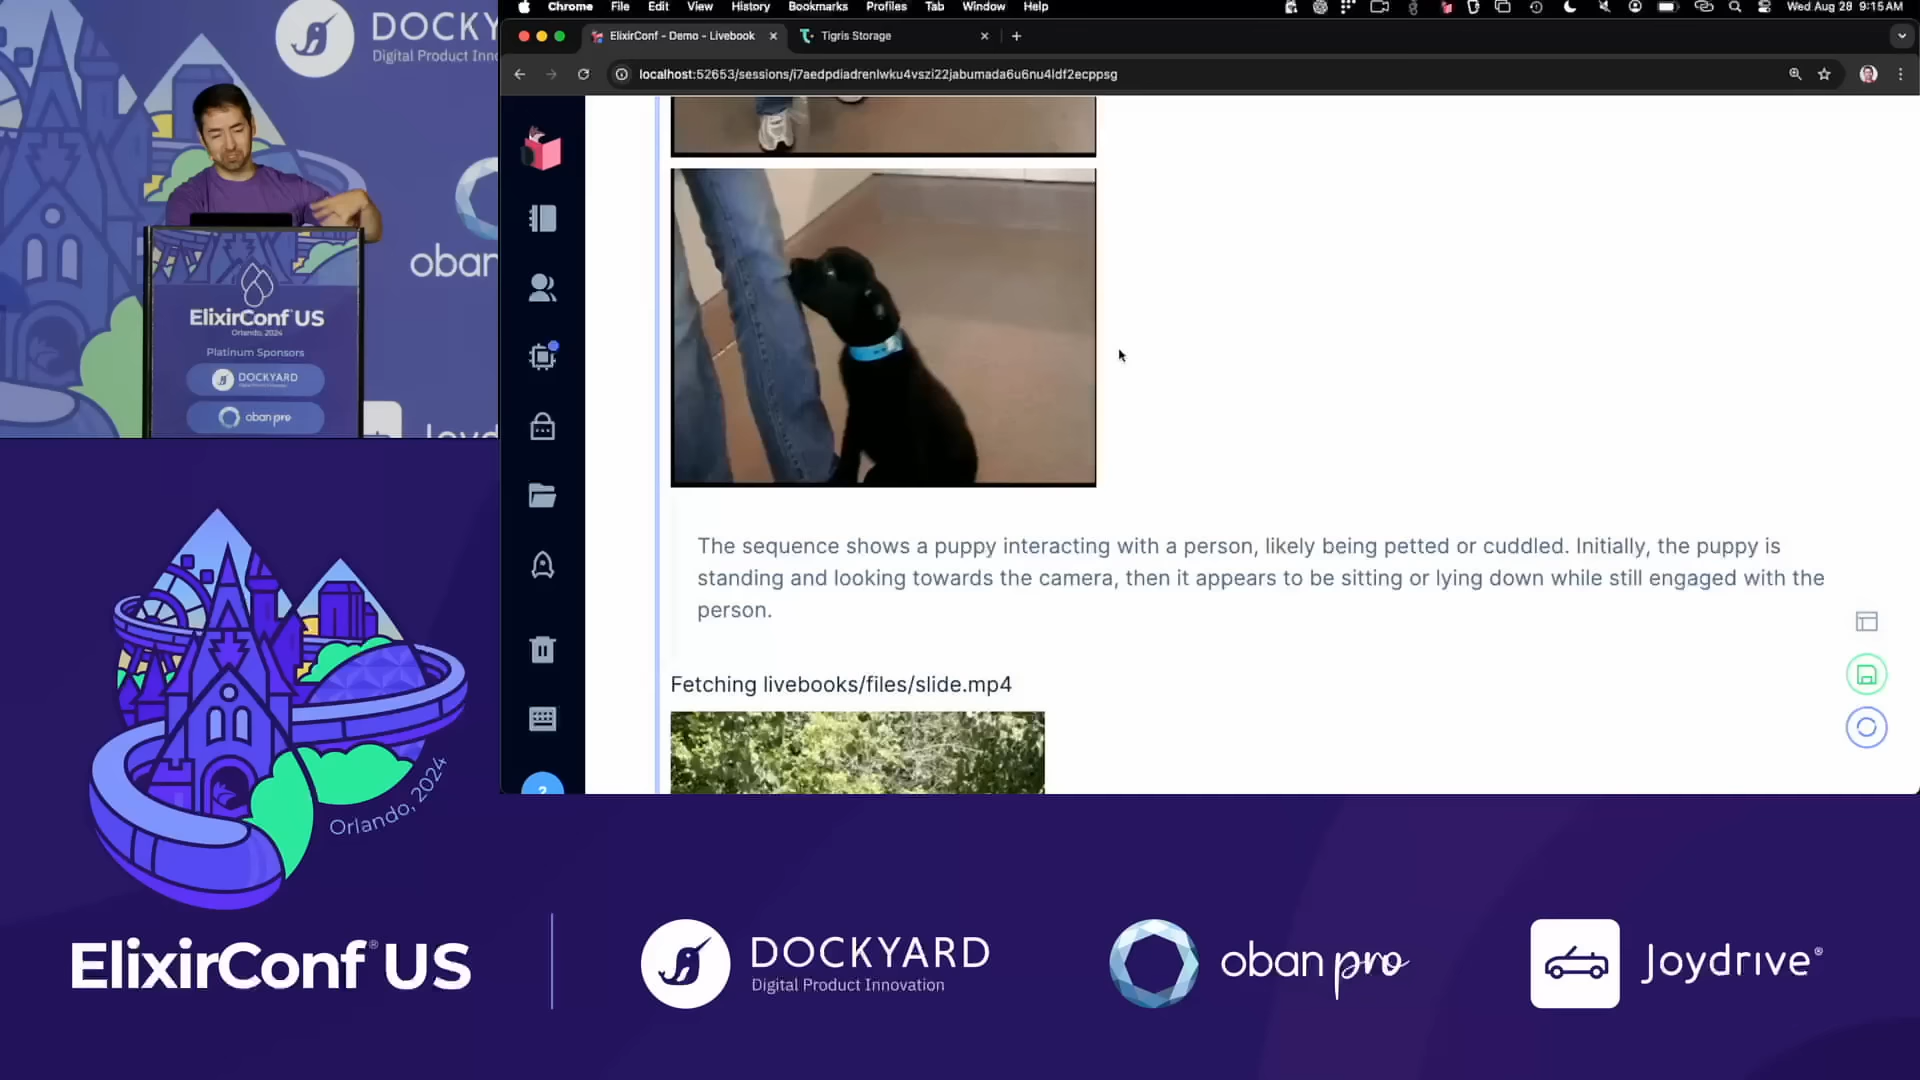 Chrome File Edit View History Bookmarks Profiles Tab Window Help
Wed Aug 28 9:15 AM
ElixirConf - Demo - Livebook
Tigris Storage
localhost:52653/sessions/i7aedpdiadrenlwku4vszi22jabumada6u6nu4ldf2ecppsg
DOCKY
Digital Product Inno
oban
Joyd
ElixirConf US
Orlando, 2024
Platinum Sponsors
DOCKYARD
oban pro
The sequence shows a puppy interacting with a person, likely being petted or cuddled. Initially, the puppy is
standing and looking towards the camera, then it appears to be sitting or lying down while still engaged with the
person.
Fetching livebooks/files/slide.mp4
?
Orlando, 2024
ElixirConf® US
DOCKYARD
Digital Product Innovation
oban pro
Joydrive®